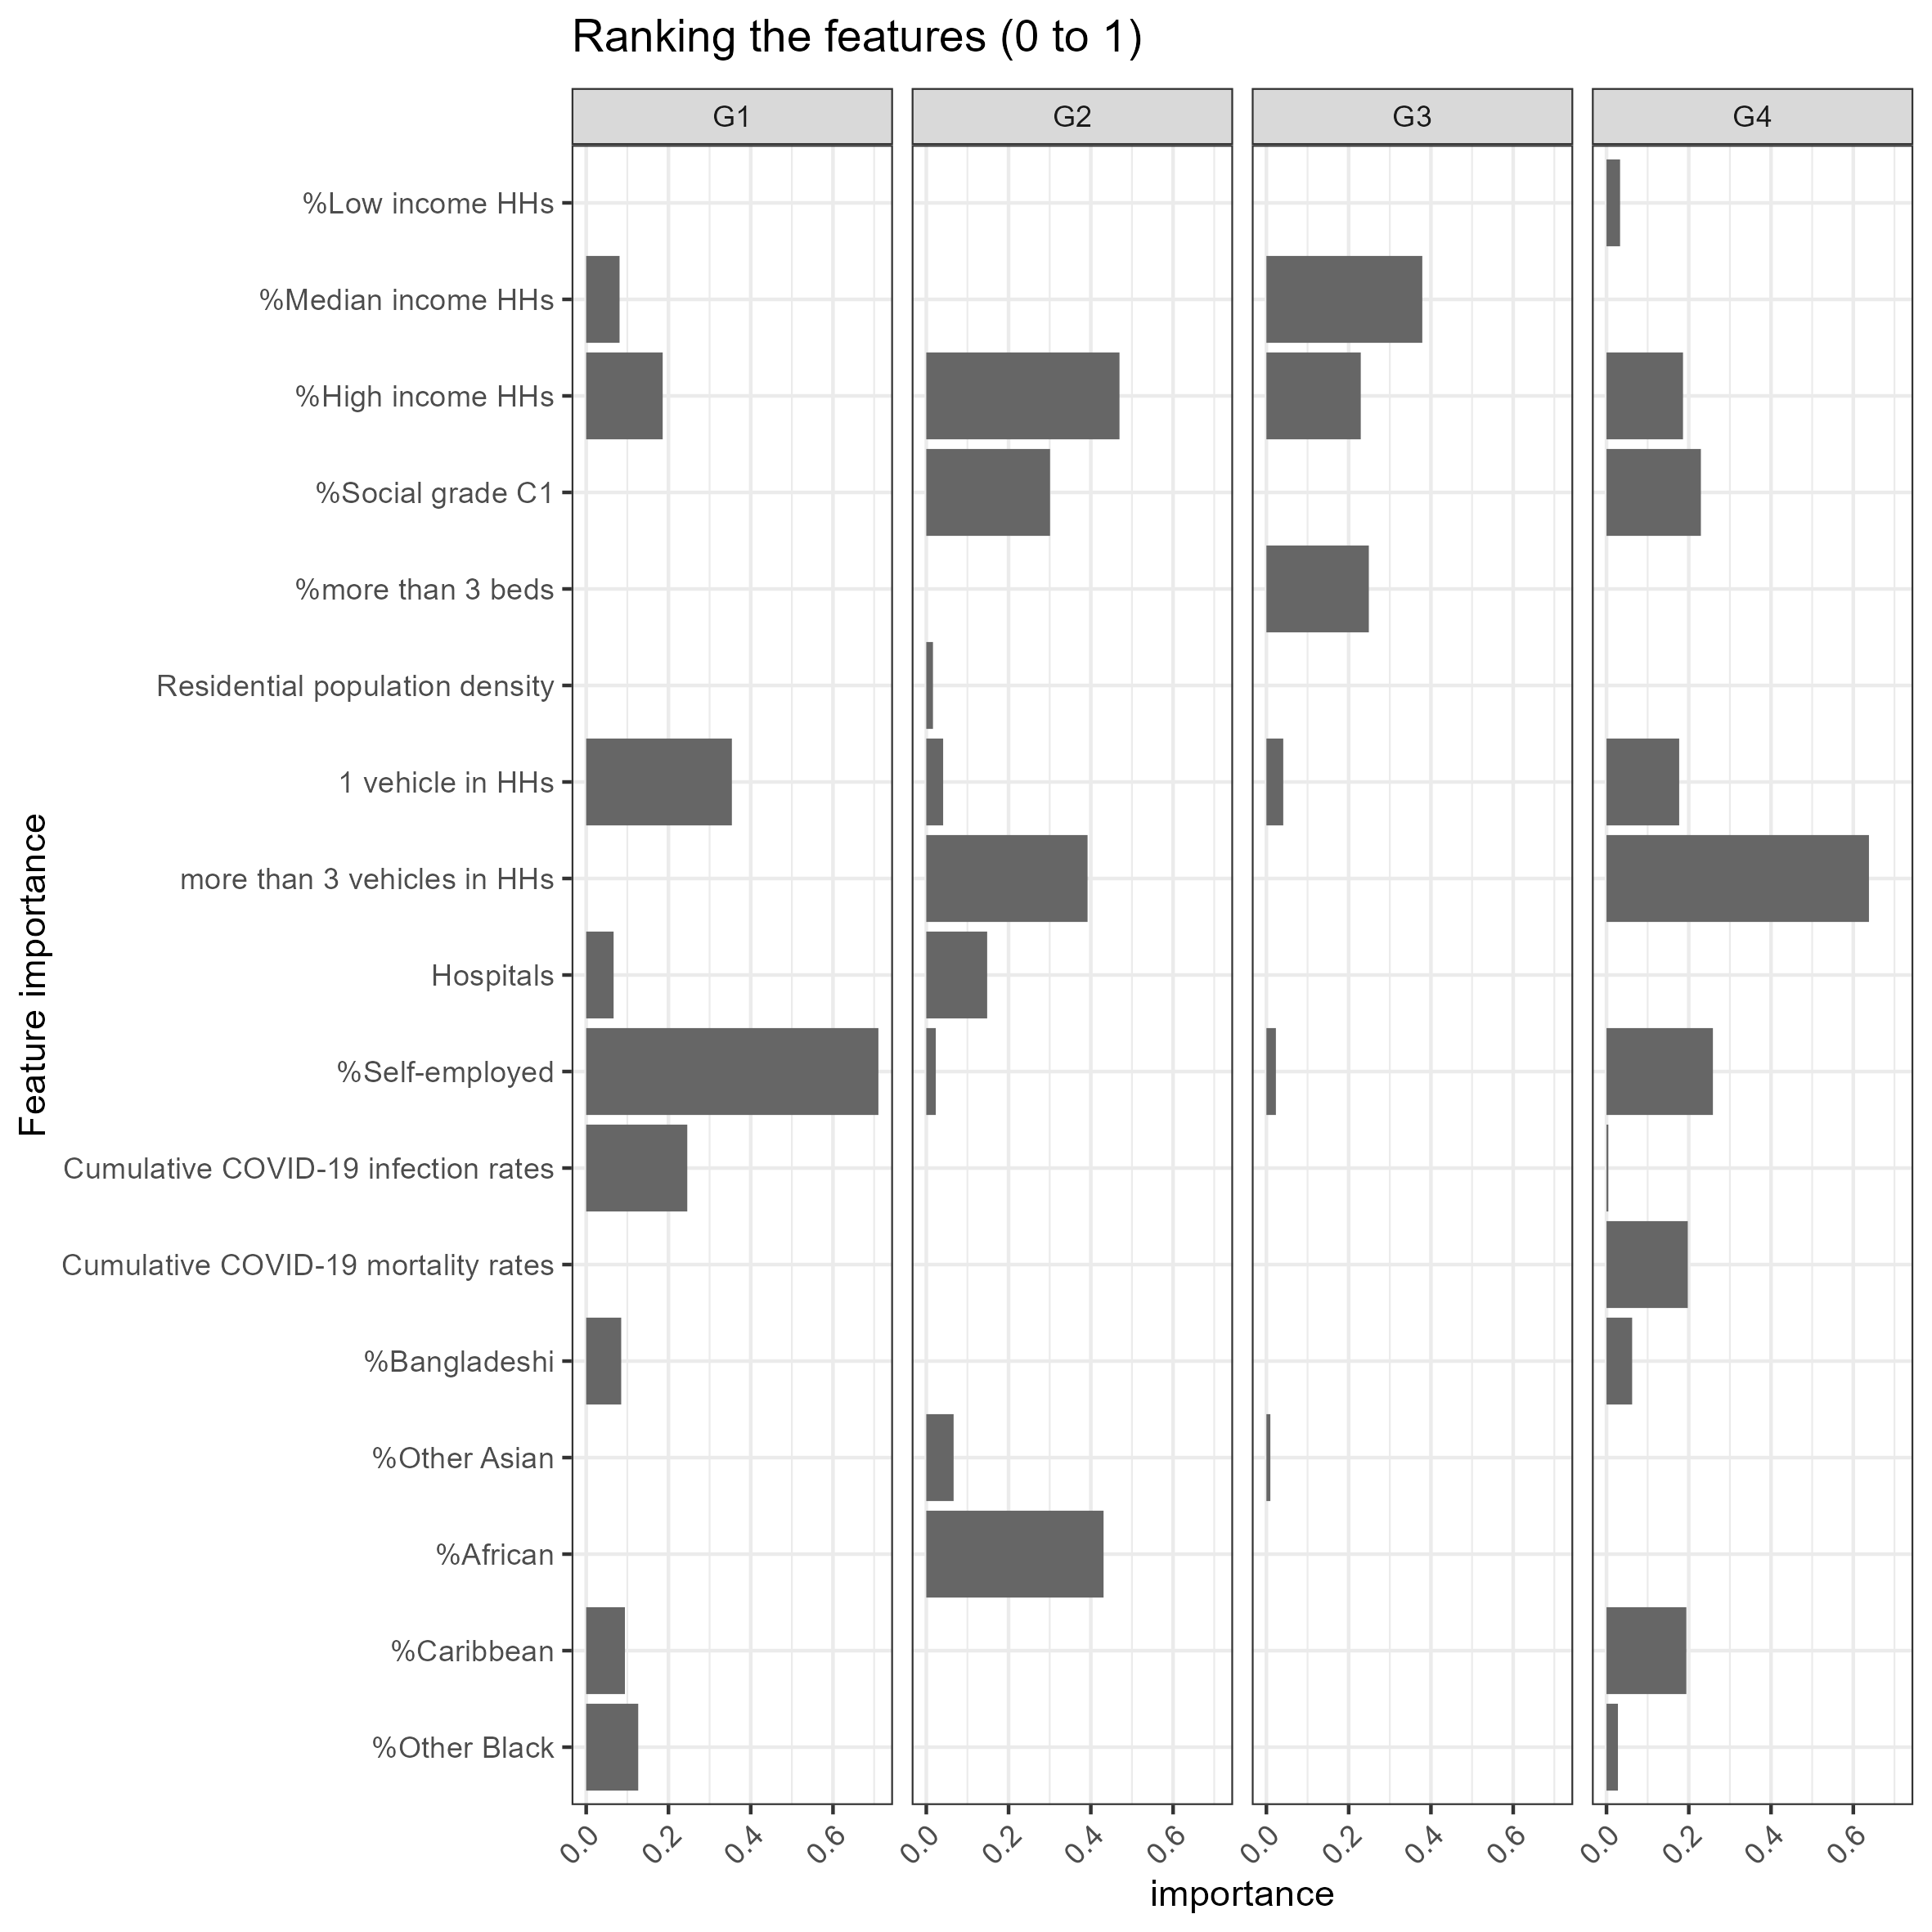 Ranking the features (0 to 1)
G1 G2 G3 G4
%Low income HHs
%Median income HHs
%High income HHs
%Social grade C1
%more than 3 beds
Residential population density
1 vehicle in HHs
more than 3 vehicles in HHs
Hospitals
%Self-employed
Cumulative COVID-19 infection rates
Cumulative COVID-19 mortality rates
%Bangladeshi
%Other Asian
%African
%Caribbean
%Other Black
Feature importance
0.0 0.2 0.4 0.6 0.0 0.2 0.4 0.6 0.0 0.2 0.4 0.6 0.0 0.2 0.4 0.6
importance